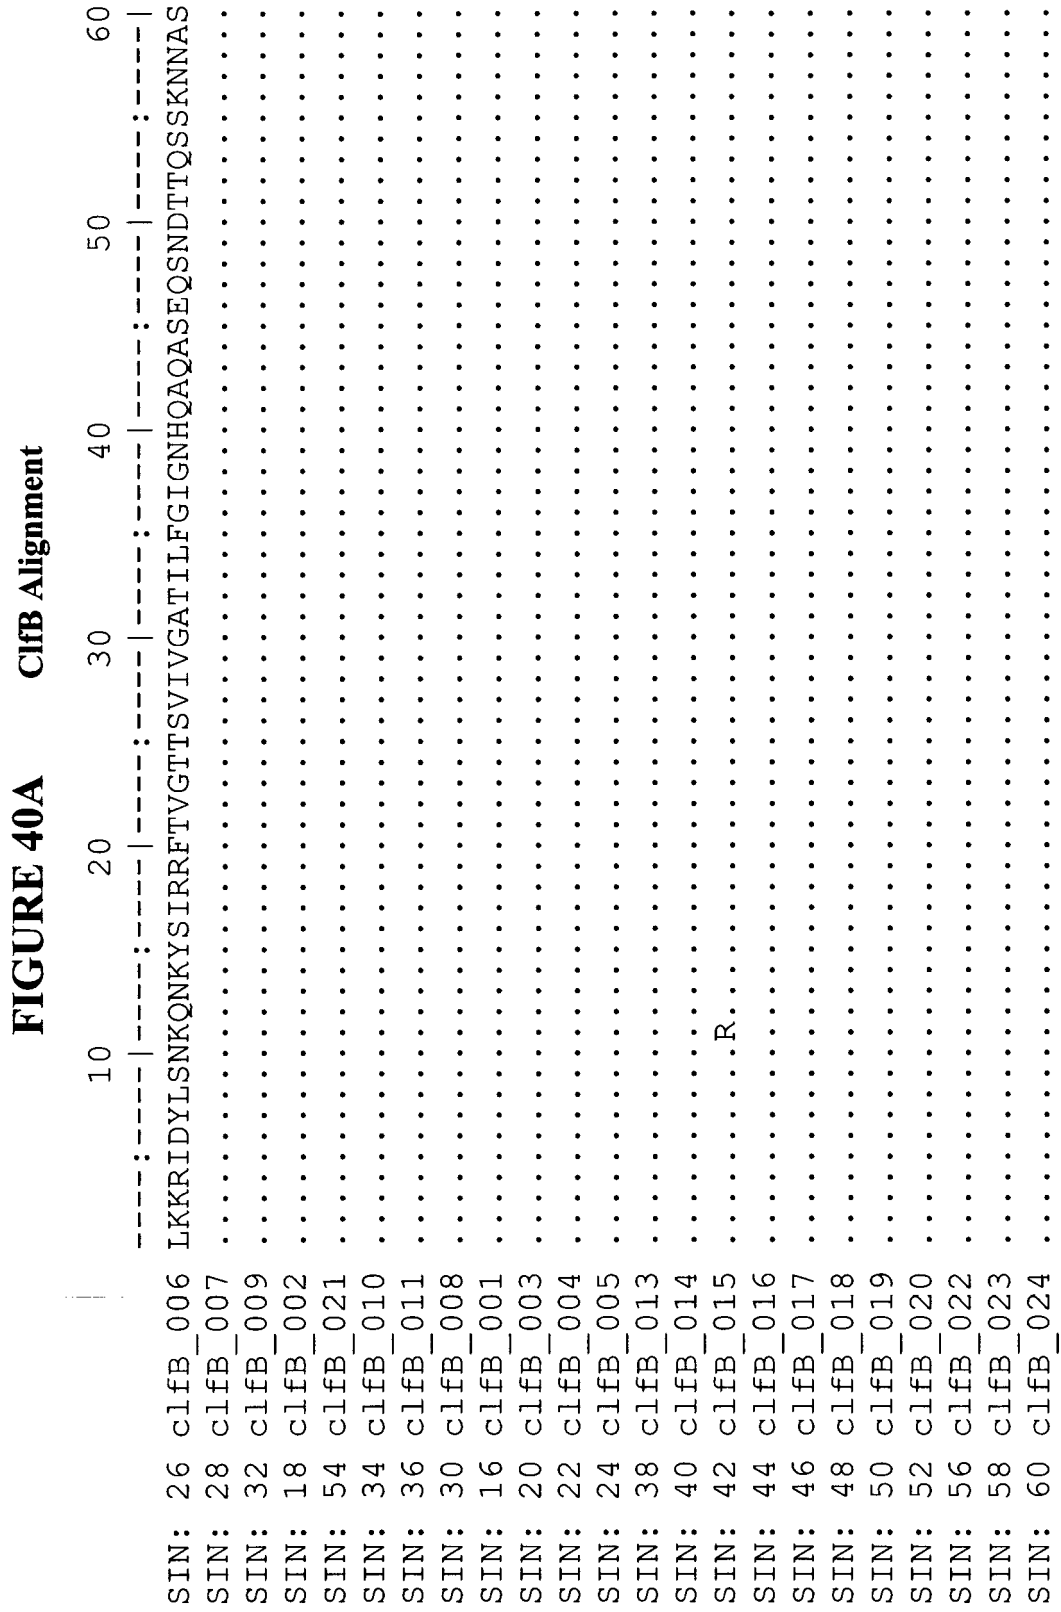 FIGURE 40A ClfB Alignment
10 20 30 40 50 60
----:----|----:----|----:----|----:----|----:----|----:----|
SIN: 26 clfB_006 LKKRIDYLSNKQNKYSIRRFTVGTTSVIVGATILFGIGNHQAQASEQSNDTTQSSKNNAS
SIN: 28 clfB_007 ............................................................
SIN: 32 clfB_009 ............................................................
SIN: 18 clfB_002 ............................................................
SIN: 54 clfB_021 ............................................................
SIN: 34 clfB_010 ............................................................
SIN: 36 clfB_011 ............................................................
SIN: 30 clfB_008 ............................................................
SIN: 16 clfB_001 ............................................................
SIN: 20 clfB_003 ............................................................
SIN: 22 clfB_004 ............................................................
SIN: 24 clfB_005 ............................................................
SIN: 38 clfB_013 ............................................................
SIN: 40 clfB_014 ............................................................
SIN: 42 clfB_015 ..........R.................................................
SIN: 44 clfB_016 ............................................................
SIN: 46 clfB_017 ............................................................
SIN: 48 clfB_018 ............................................................
SIN: 50 clfB_019 ............................................................
SIN: 52 clfB_020 ............................................................
SIN: 56 clfB_022 ............................................................
SIN: 58 clfB_023 ............................................................
SIN: 60 clfB_024 ............................................................